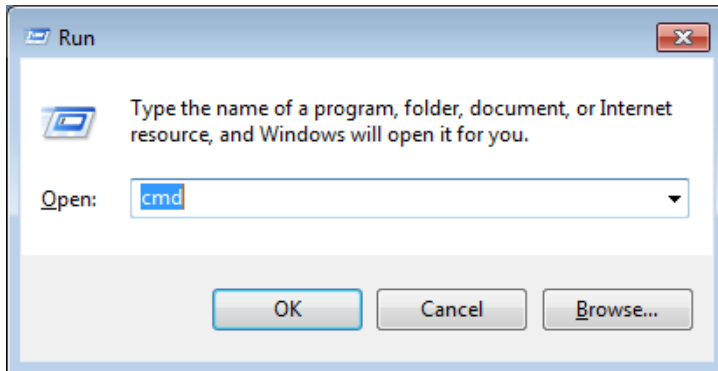 Run
Type the name of a program, folder, document, or Internet
resource, and Windows will open it for you.
Open: cmd
OK Cancel Browse...